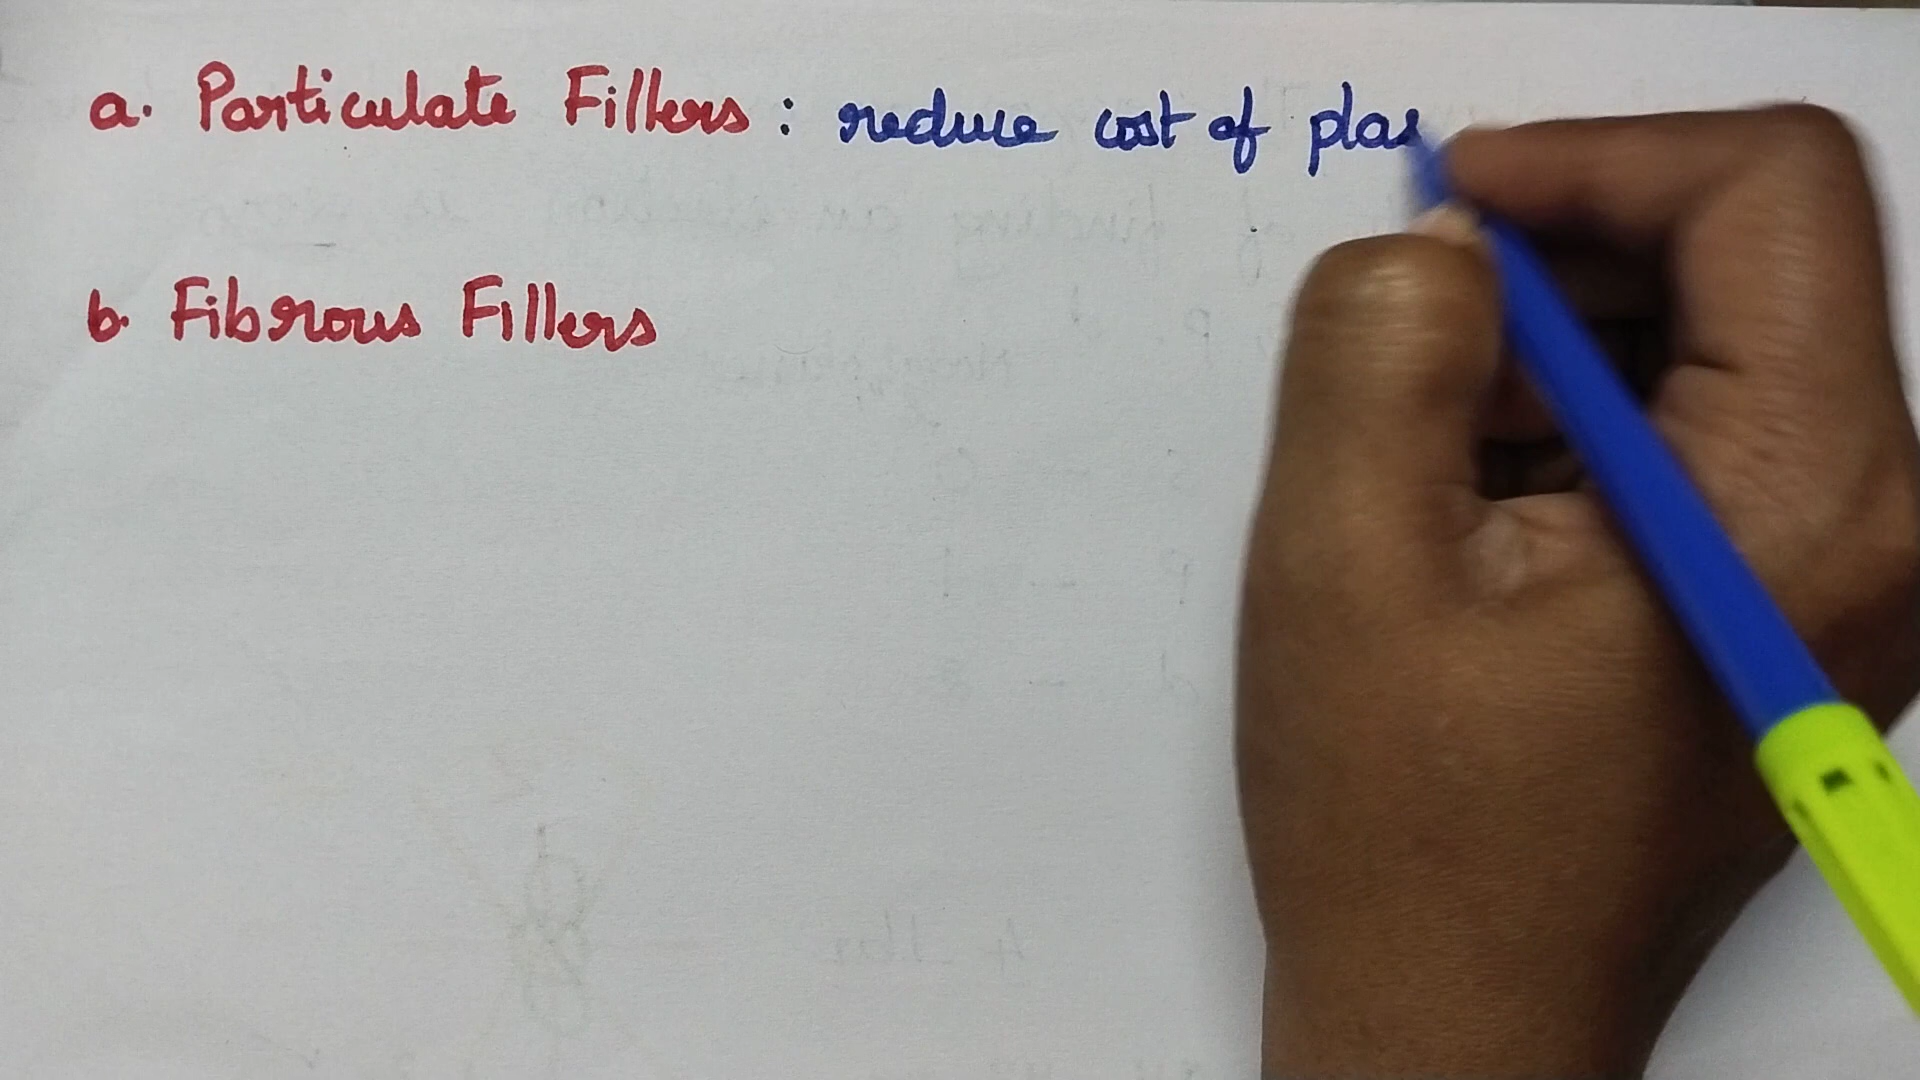 a. Particulate Fillers : reduce cost of plas
b. Fibrous Fillers